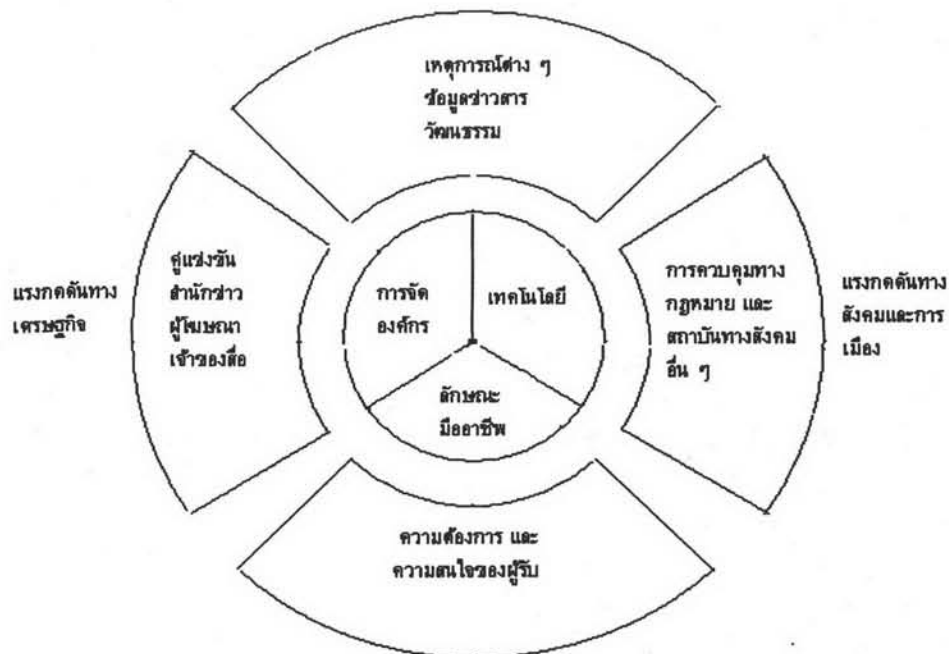 เหตุการณ์ต่าง ๆ
ข้อมูลข่าวสาร
วัฒนธรรม
แรงกดดันทาง
เศรษฐกิจ
คู่แข่งขัน
สำนักข่าว
ผู้โฆษณา
เจ้าของสื่อ
การจัด
องค์กร
เทคโนโลยี
ลักษณะ
มืออาชีพ
การควบคุมทาง
กฎหมาย และ
สถาบันทางสังคม
อื่น ๆ
แรงกดดันทาง
สังคมและการ
เมือง
ความต้องการ และ
ความสนใจของผู้รับ